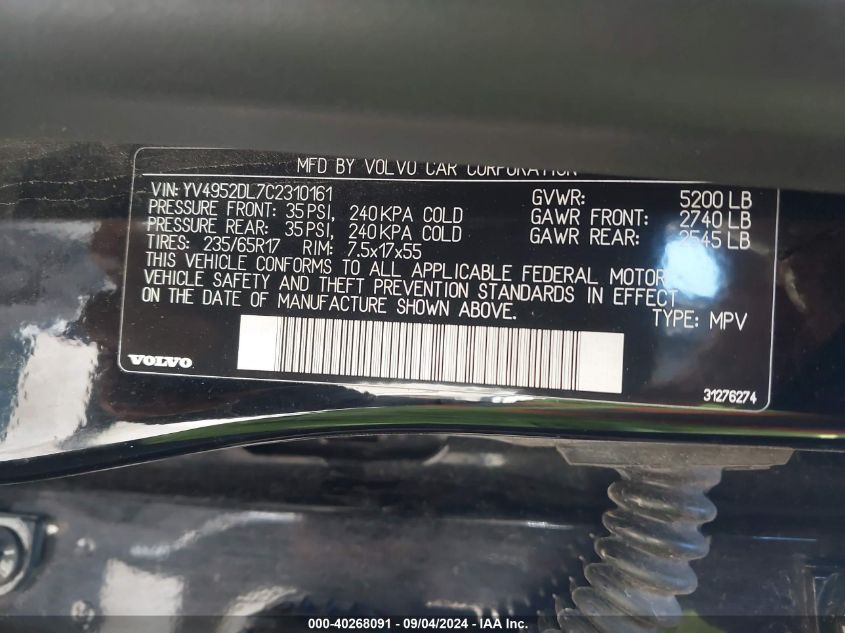 MFD BY VOLVO CAR CORPORATION
VIN: YV4952DL7C2310161
PRESSURE FRONT: 35 PSI, 240 KPA COLD
PRESSURE REAR: 35 PSI, 240 KPA COLD
TIRES: 235/65R17 RIM: 7.5x17x55
GVWR: 5200 LB
GAWR FRONT: 2740 LB
GAWR REAR: 2545 LB
THIS VEHICLE CONFORMS TO ALL APPLICABLE FEDERAL MOTOR
VEHICLE SAFETY AND THEFT PREVENTION STANDARDS IN EFFECT
ON THE DATE OF MANUFACTURE SHOWN ABOVE.
TYPE: MPV
VOLVO
31276274
000-40268091 - 09/04/2024 - IAA Inc.